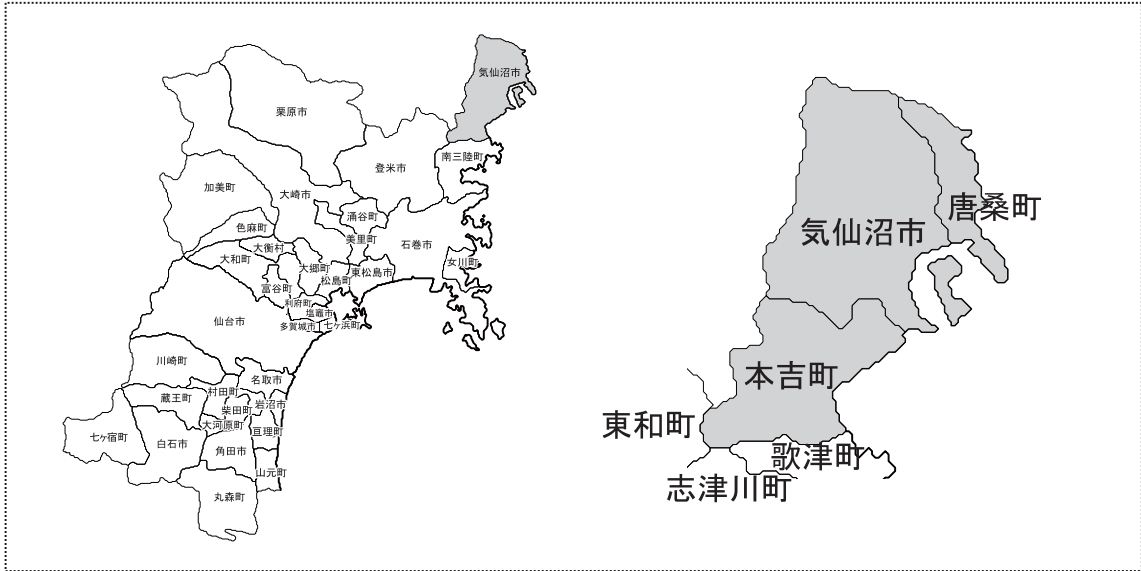 気仙沼市
栗原市
南三陸町
登米市
加美町
大崎市
涌谷町
色麻町
美里町
石巻市
大衡村
女川町
大和町
大郷町
東松島市
松島町
富谷町
利府町
塩竈市
仙台市
多賀城市
七ヶ浜町
川崎町
名取市
村田町
蔵王町
岩沼市
柴田町
大河原町
亘理町
七ヶ宿町
白石市
角田市
山元町
丸森町
唐桑町
気仙沼市
本吉町
東和町
歌津町
志津川町